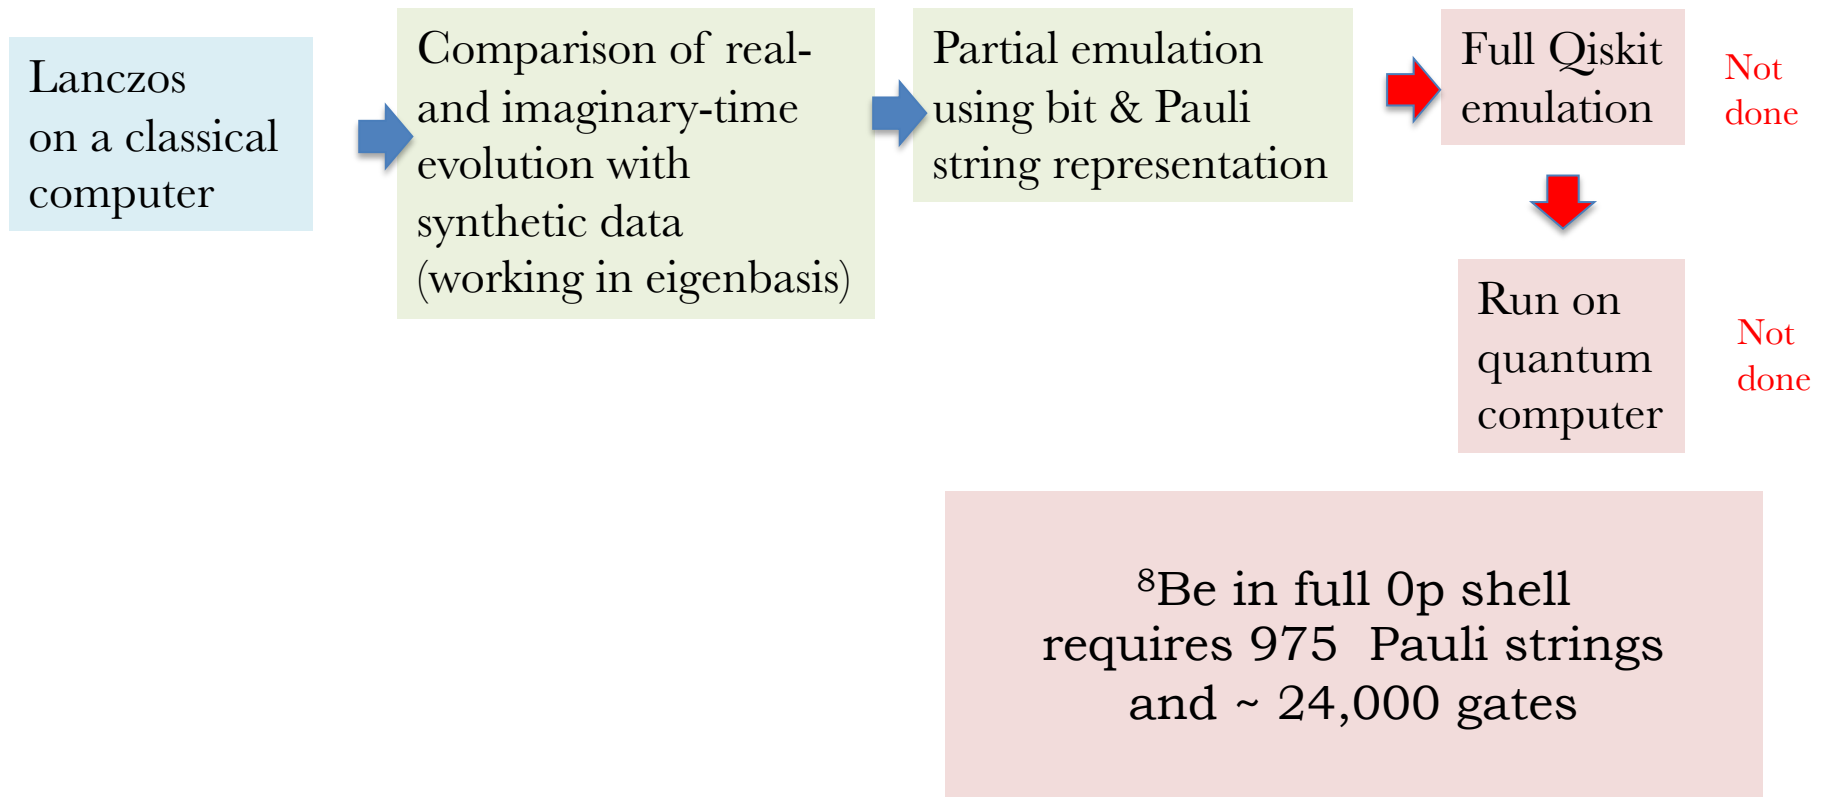 Lanczos
on a classical
computer
Comparison of real-
and imaginary-time
evolution with
synthetic data
(working in eigenbasis)
Partial emulation
using bit & Pauli
string representation
Full Qiskit
emulation
Not
done
Run on
quantum
computer
Not
done
⁸Be in full 0p shell
requires 975 Pauli strings
and ~ 24,000 gates